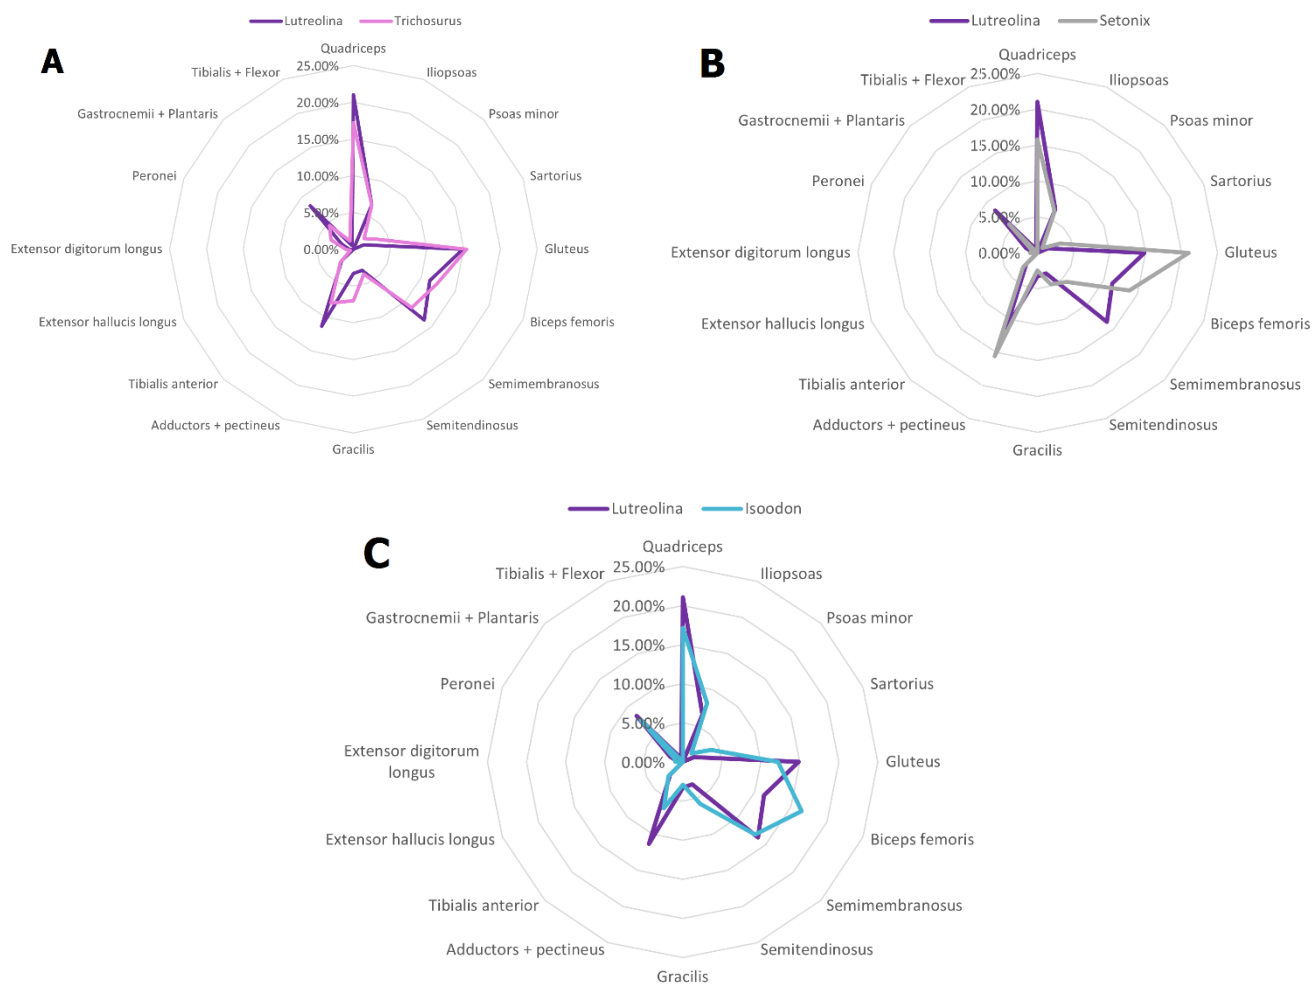 Lutreolina Trichosurus
A
Quadriceps
25.00%
Tibialis + Flexor
Iliopsoas
20.00%
Gastrocnemii + Plantaris
Psoas minor
15.00%
Peronei
10.00%
Sartorius
5.00%
Extensor digitorum longus
0.00%
Gluteus
Extensor hallucis longus
Biceps femoris
Tibialis anterior
Semimembranosus
Adductors + pectineus
Semitendinosus
Gracilis
Lutreolina Setonix
B
Quadriceps
25.00%
Tibialis + Flexor
Iliopsoas
20.00%
Gastrocnemii + Plantaris
Psoas minor
15.00%
Peronei
10.00%
Sartorius
5.00%
Extensor digitorum longus
0.00%
Gluteus
Extensor hallucis longus
Biceps femoris
Tibialis anterior
Semimembranosus
Adductors + pectineus
Semitendinosus
Gracilis
Lutreolina Isoodon
C
Quadriceps
25.00%
Tibialis + Flexor
Iliopsoas
20.00%
Gastrocnemii + Plantaris
Psoas minor
15.00%
Peronei
10.00%
Sartorius
5.00%
Extensor digitorum
longus
0.00%
Gluteus
Extensor hallucis longus
Biceps femoris
Tibialis anterior
Semimembranosus
Adductors + pectineus
Semitendinosus
Gracilis